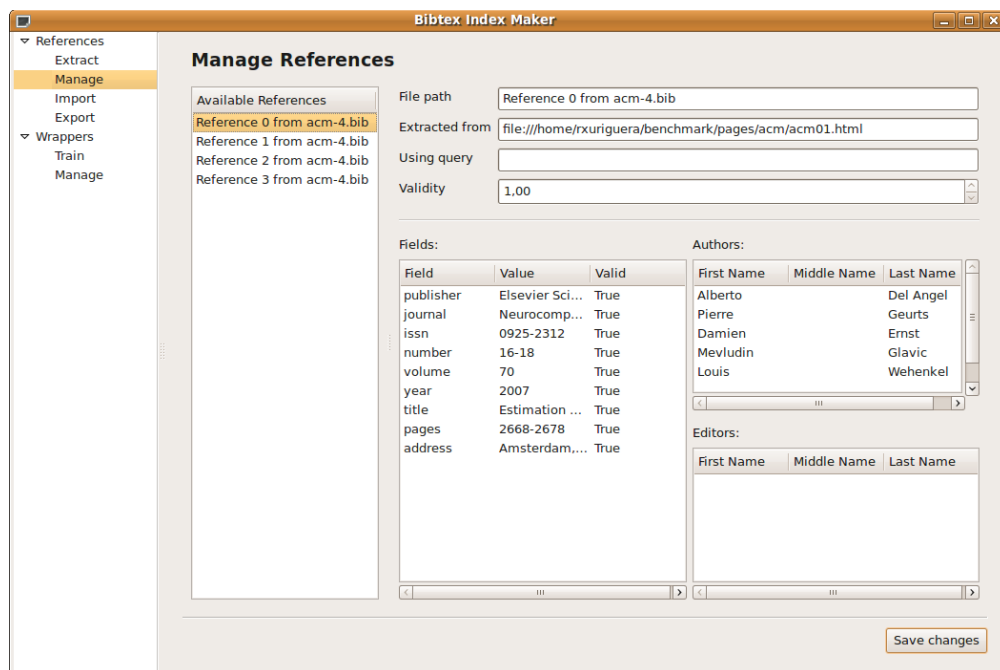 Bibtex Index Maker
References
Extract
Manage
Import
Export
Wrappers
Train
Manage
Manage References
Available References
Reference 0 from acm-4.bib
Reference 1 from acm-4.bib
Reference 2 from acm-4.bib
Reference 3 from acm-4.bib
File path Reference 0 from acm-4.bib
Extracted from file:///home/rxuriguera/benchmark/pages/acm/acm01.html
Using query
Validity 1,00
Fields:
Field Value Valid
publisher Elsevier Sci... True
journal Neurocomp... True
issn 0925-2312 True
number 16-18 True
volume 70 True
year 2007 True
title Estimation ... True
pages 2668-2678 True
address Amsterdam,... True
Authors:
First Name Middle Name Last Name
Alberto Del Angel
Pierre Geurts
Damien Ernst
Mevludin Glavic
Louis Wehenkel
Editors:
First Name Middle Name Last Name
Save changes